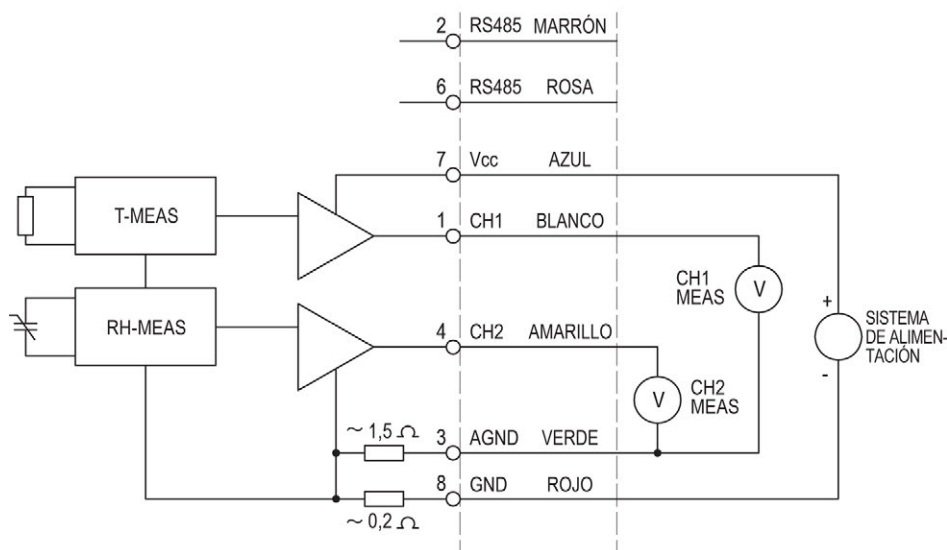 2 RS485 MARRÓN
6 RS485 ROSA
7 Vcc AZUL
T-MEAS
1 CH1 BLANCO
CH1
MEAS
V
RH-MEAS
4 CH2 AMARILLO
+
SISTEMA
DE ALIMEN-
TACIÓN
-
V
CH2
MEAS
~ 1,5 Ω
3 AGND VERDE
8 GND ROJO
~ 0,2 Ω